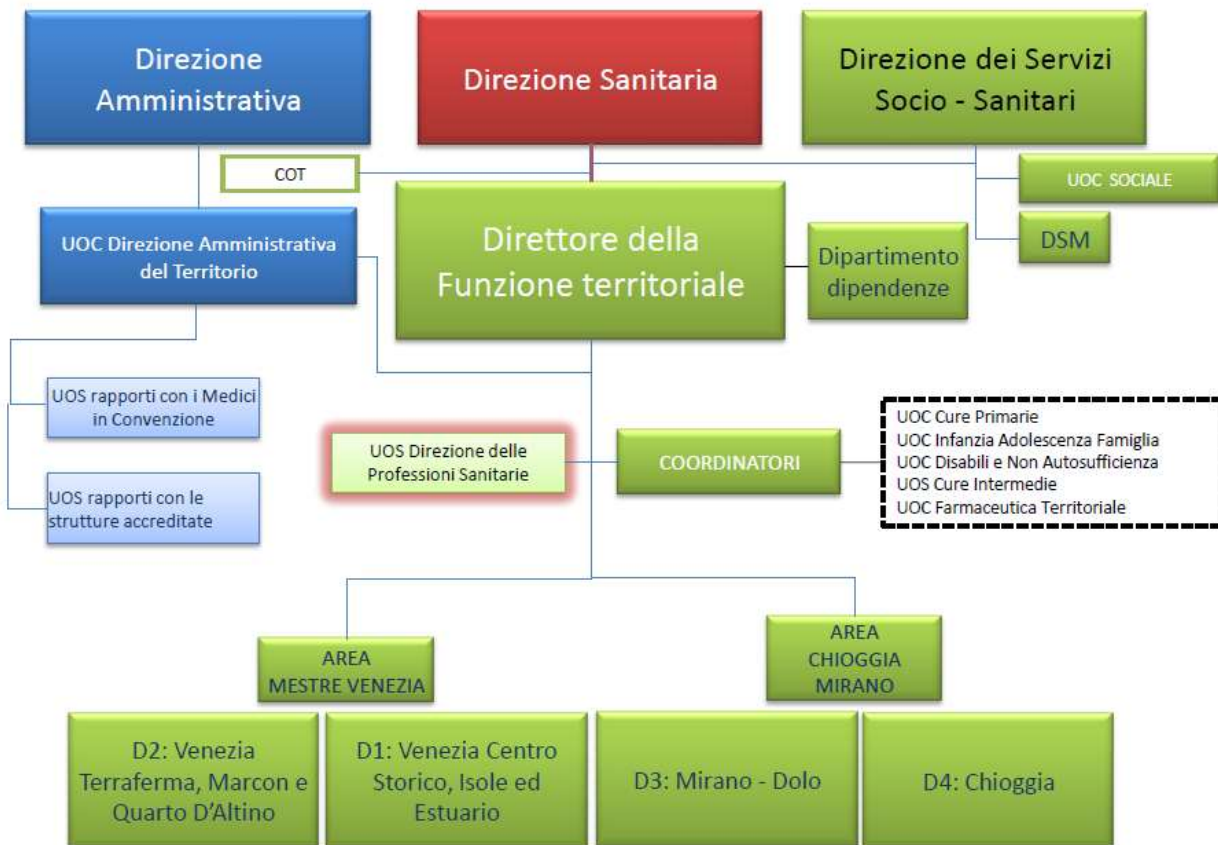 Direzione
Amministrativa
Direzione Sanitaria
Direzione dei Servizi
Socio - Sanitari
COT
UOC SOCIALE
UOC Direzione Amministrativa
del Territorio
Direttore della
Funzione territoriale
Dipartimento
dipendenze
DSM
UOS rapporti con i Medici
in Convenzione
UOS rapporti con le
strutture accreditate
UOS Direzione delle
Professioni Sanitarie
COORDINATORI
UOC Cure Primarie
UOC Infanzia Adolescenza Famiglia
UOC Disabili e Non Autosufficienza
UOS Cure Intermedie
UOC Farmaceutica Territoriale
AREA
MESTRE VENEZIA
AREA
CHIOGGIA
MIRANO
D2: Venezia
Terraferma, Marcon e
Quarto D'Altino
D1: Venezia Centro
Storico, Isole ed
Estuario
D3: Mirano - Dolo
D4: Chioggia